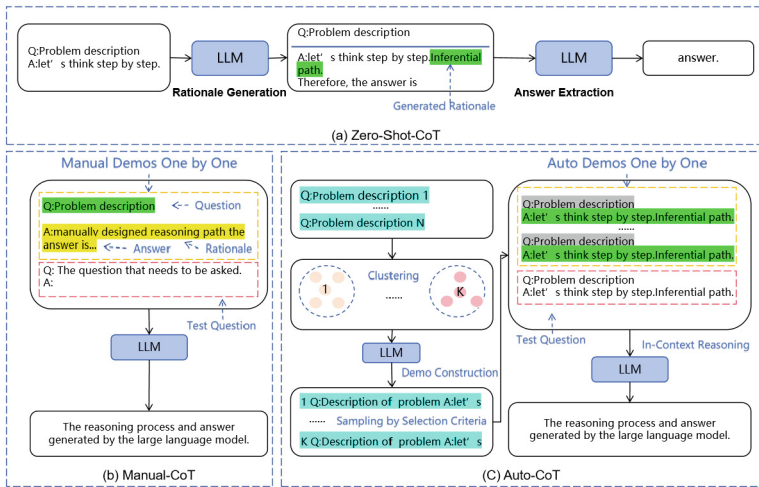 Q:Problem description
A:let's think step by step.
LLM
Rationale Generation
Q:Problem description
A:let's think step by step.Inferential
path.
Therefore, the answer is
Generated Rationale
LLM
Answer Extraction
answer.
(a) Zero-Shot-CoT
Manual Demos One by One
Q:Problem description
Question
A:manually designed reasoning path the
answer is...
Answer
Rationale
Q: The question that needs to be asked.
A:
Test Question
LLM
The reasoning process and answer
generated by the large language model.
(b) Manual-CoT
Q:Problem description 1
......
Q:Problem description N
Clustering
1
......
K
LLM
Demo Construction
1 Q:Description of problem A:let's
...... Sampling by Selection Criteria
K Q:Description of problem A:let's
Auto Demos One by One
Q:Problem description
A:let's think step by step.Inferential path.
......
Q:Problem description
A:let's think step by step.Inferential path.
Q:Problem description
A:let's think step by step.Inferential path.
Test Question
In-Context Reasoning
LLM
The reasoning process and answer
generated by the large language model.
(C) Auto-CoT